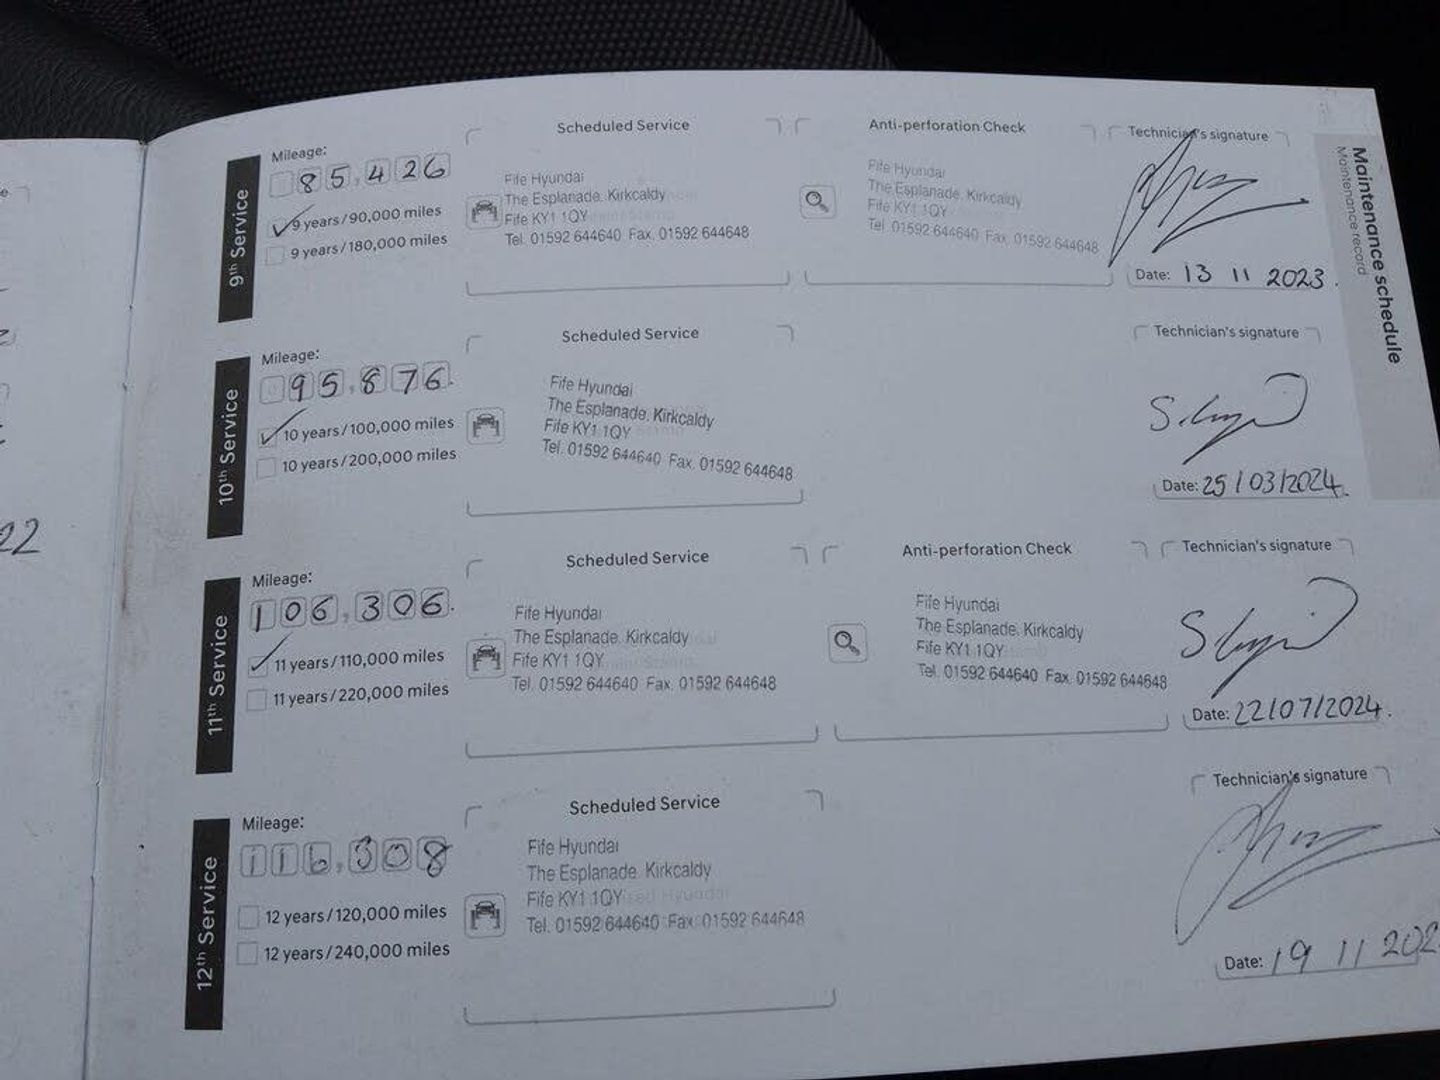 Maintenance schedule
Maintenance record
9th Service
Mileage:
85,426
9 years/90,000 miles
9 years/180,000 miles
Scheduled Service
Fife Hyundai
The Esplanade, Kirkcaldy
Fife KY1 1QY
Tel. 01592 644640 Fax. 01592 644648
Anti-perforation Check
Fife Hyundai
The Esplanade, Kirkcaldy
Fife KY1 1QY
Tel. 01592 644640 Fax. 01592 644648
Technician's signature
Date: 13 11 2023.
10th Service
Mileage:
95,876.
10 years/100,000 miles
10 years/200,000 miles
Scheduled Service
Fife Hyundai
The Esplanade, Kirkcaldy
Fife KY1 1QY
Tel. 01592 644640 Fax. 01592 644648
Technician's signature
Date: 25/03/2024.
22
11th Service
Mileage:
106,306.
11 years/110,000 miles
11 years/220,000 miles
Scheduled Service
Fife Hyundai
The Esplanade, Kirkcaldy
Fife KY1 1QY
Tel. 01592 644640 Fax. 01592 644648
Anti-perforation Check
Fife Hyundai
The Esplanade, Kirkcaldy
Fife KY1 1QY
Tel. 01592 644640 Fax. 01592 644648
Technician's signature
Date: 22/07/2024.
12th Service
Mileage:
116,308
12 years/120,000 miles
12 years/240,000 miles
Scheduled Service
Fife Hyundai
The Esplanade, Kirkcaldy
Fife KY1 1QY
Tel. 01592 644640 Fax 01592 644648
Technician's signature
Date: 19 11 202